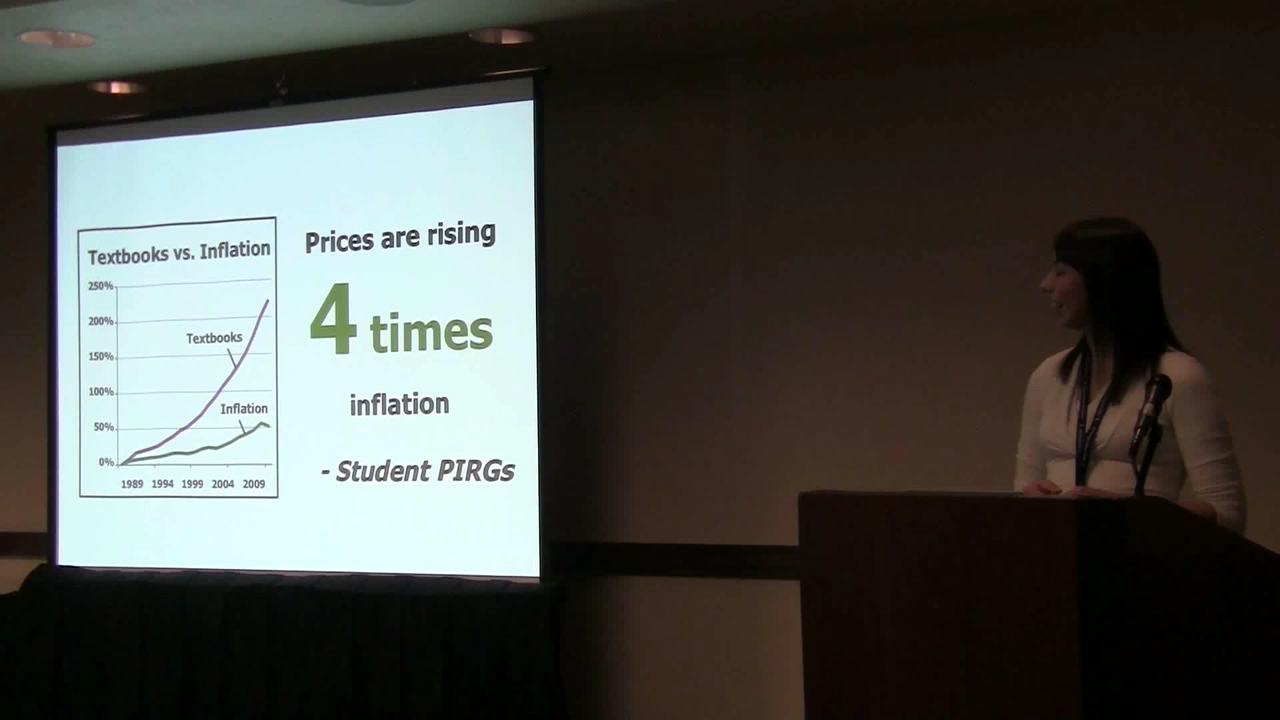 Textbooks vs. Inflation
250%
200%
150%
100%
50%
0%
Textbooks
Inflation
1989 1994 1999 2004 2009
Prices are rising
4 times
inflation
- Student PIRGs